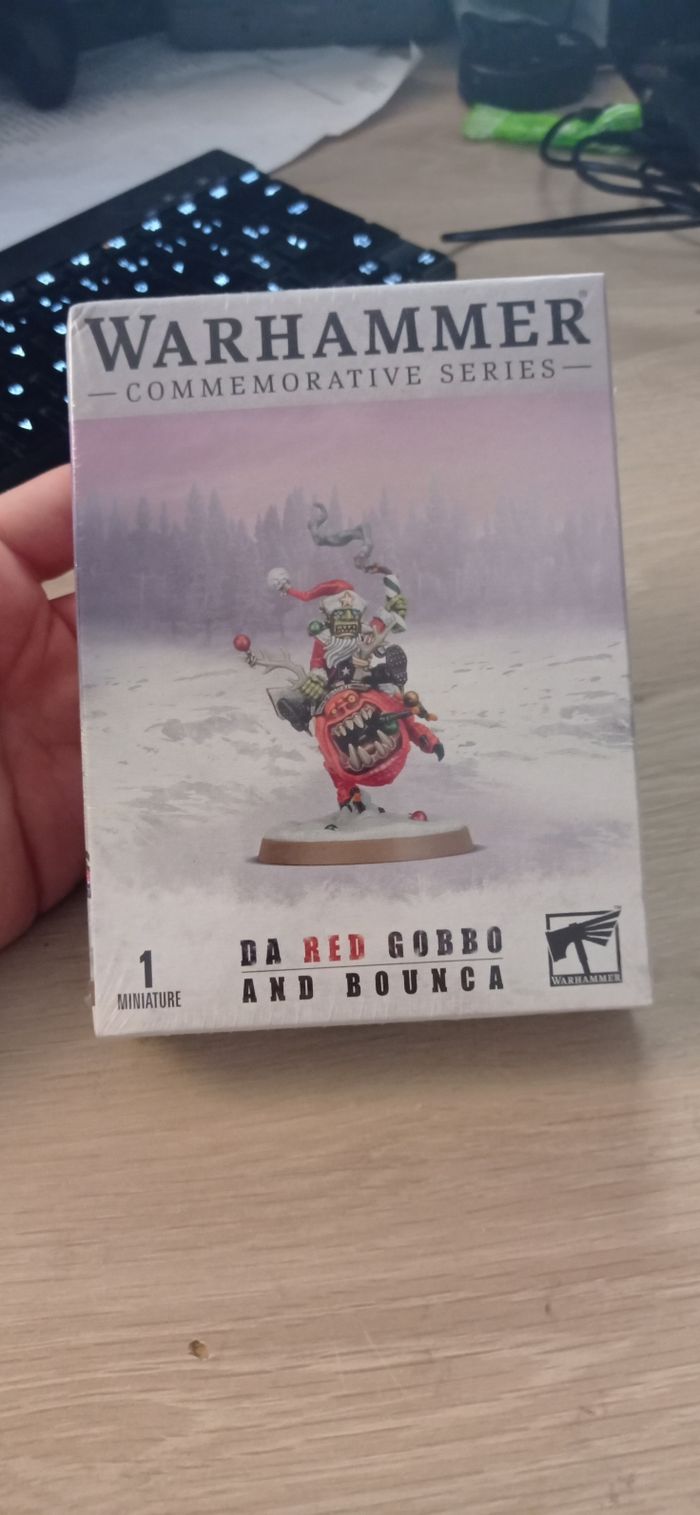 WARHAMMER®
— COMMEMORATIVE SERIES —
1
MINIATURE
DA RED GOBBO
AND BOUNCA
WARHAMMER